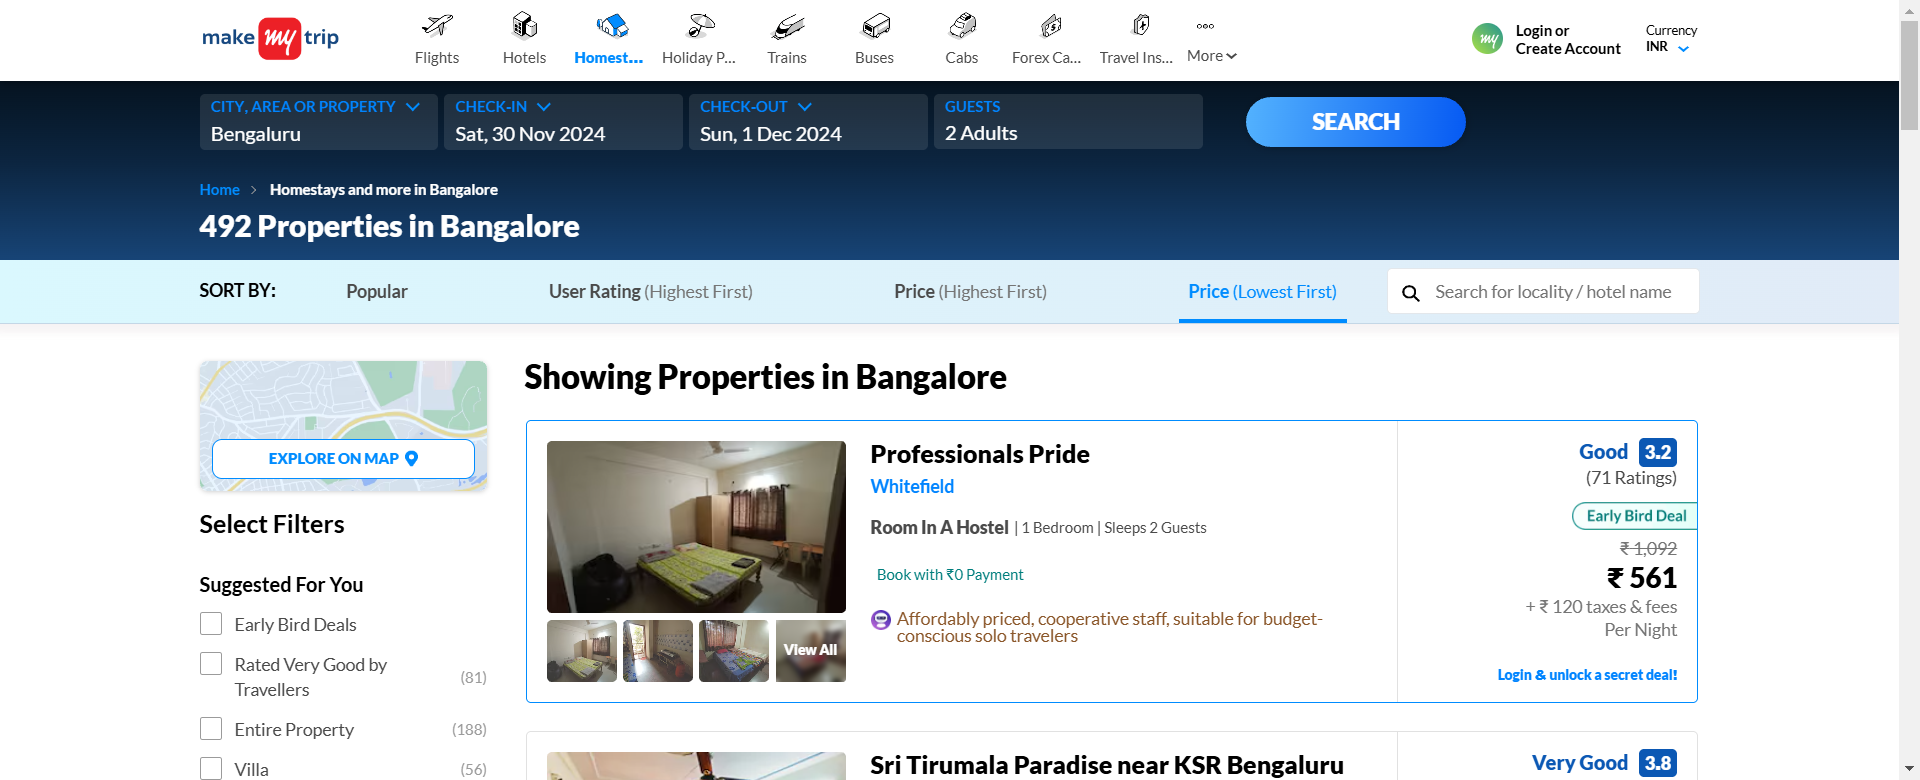 make my trip
Flights
Hotels
Homest...
Holiday P...
Trains
Buses
Cabs
Forex Ca...
Travel Ins...
More
my
Login or
Create Account
Currency
INR
CITY, AREA OR PROPERTY
Bengaluru
CHECK-IN
Sat, 30 Nov 2024
CHECK-OUT
Sun, 1 Dec 2024
GUESTS
2 Adults
SEARCH
Home > Homestays and more in Bangalore
492 Properties in Bangalore
SORT BY:
Popular
User Rating (Highest First)
Price (Highest First)
Price (Lowest First)
Search for locality / hotel name
EXPLORE ON MAP
Select Filters
Suggested For You
Early Bird Deals
Rated Very Good by
Travellers
(81)
Entire Property
(188)
Villa
(56)
Showing Properties in Bangalore
View All
Professionals Pride
Whitefield
Room In A Hostel | 1 Bedroom | Sleeps 2 Guests
Book with ₹0 Payment
Affordably priced, cooperative staff, suitable for budget-
conscious solo travelers
Good 3.2
(71 Ratings)
Early Bird Deal
₹ 1,092
₹ 561
+ ₹ 120 taxes & fees
Per Night
Login & unlock a secret deal!
Sri Tirumala Paradise near KSR Bengaluru
Very Good 3.8